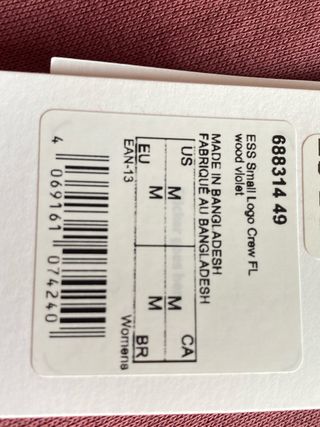 688314 49
ESS Small Logo Crew FL
wood violet
MADE IN BANGLADESH
FABRIQUÉ AU BANGLADESH
US M M CA
EU M M BR
EAN-13 Womens
4 069161 074240